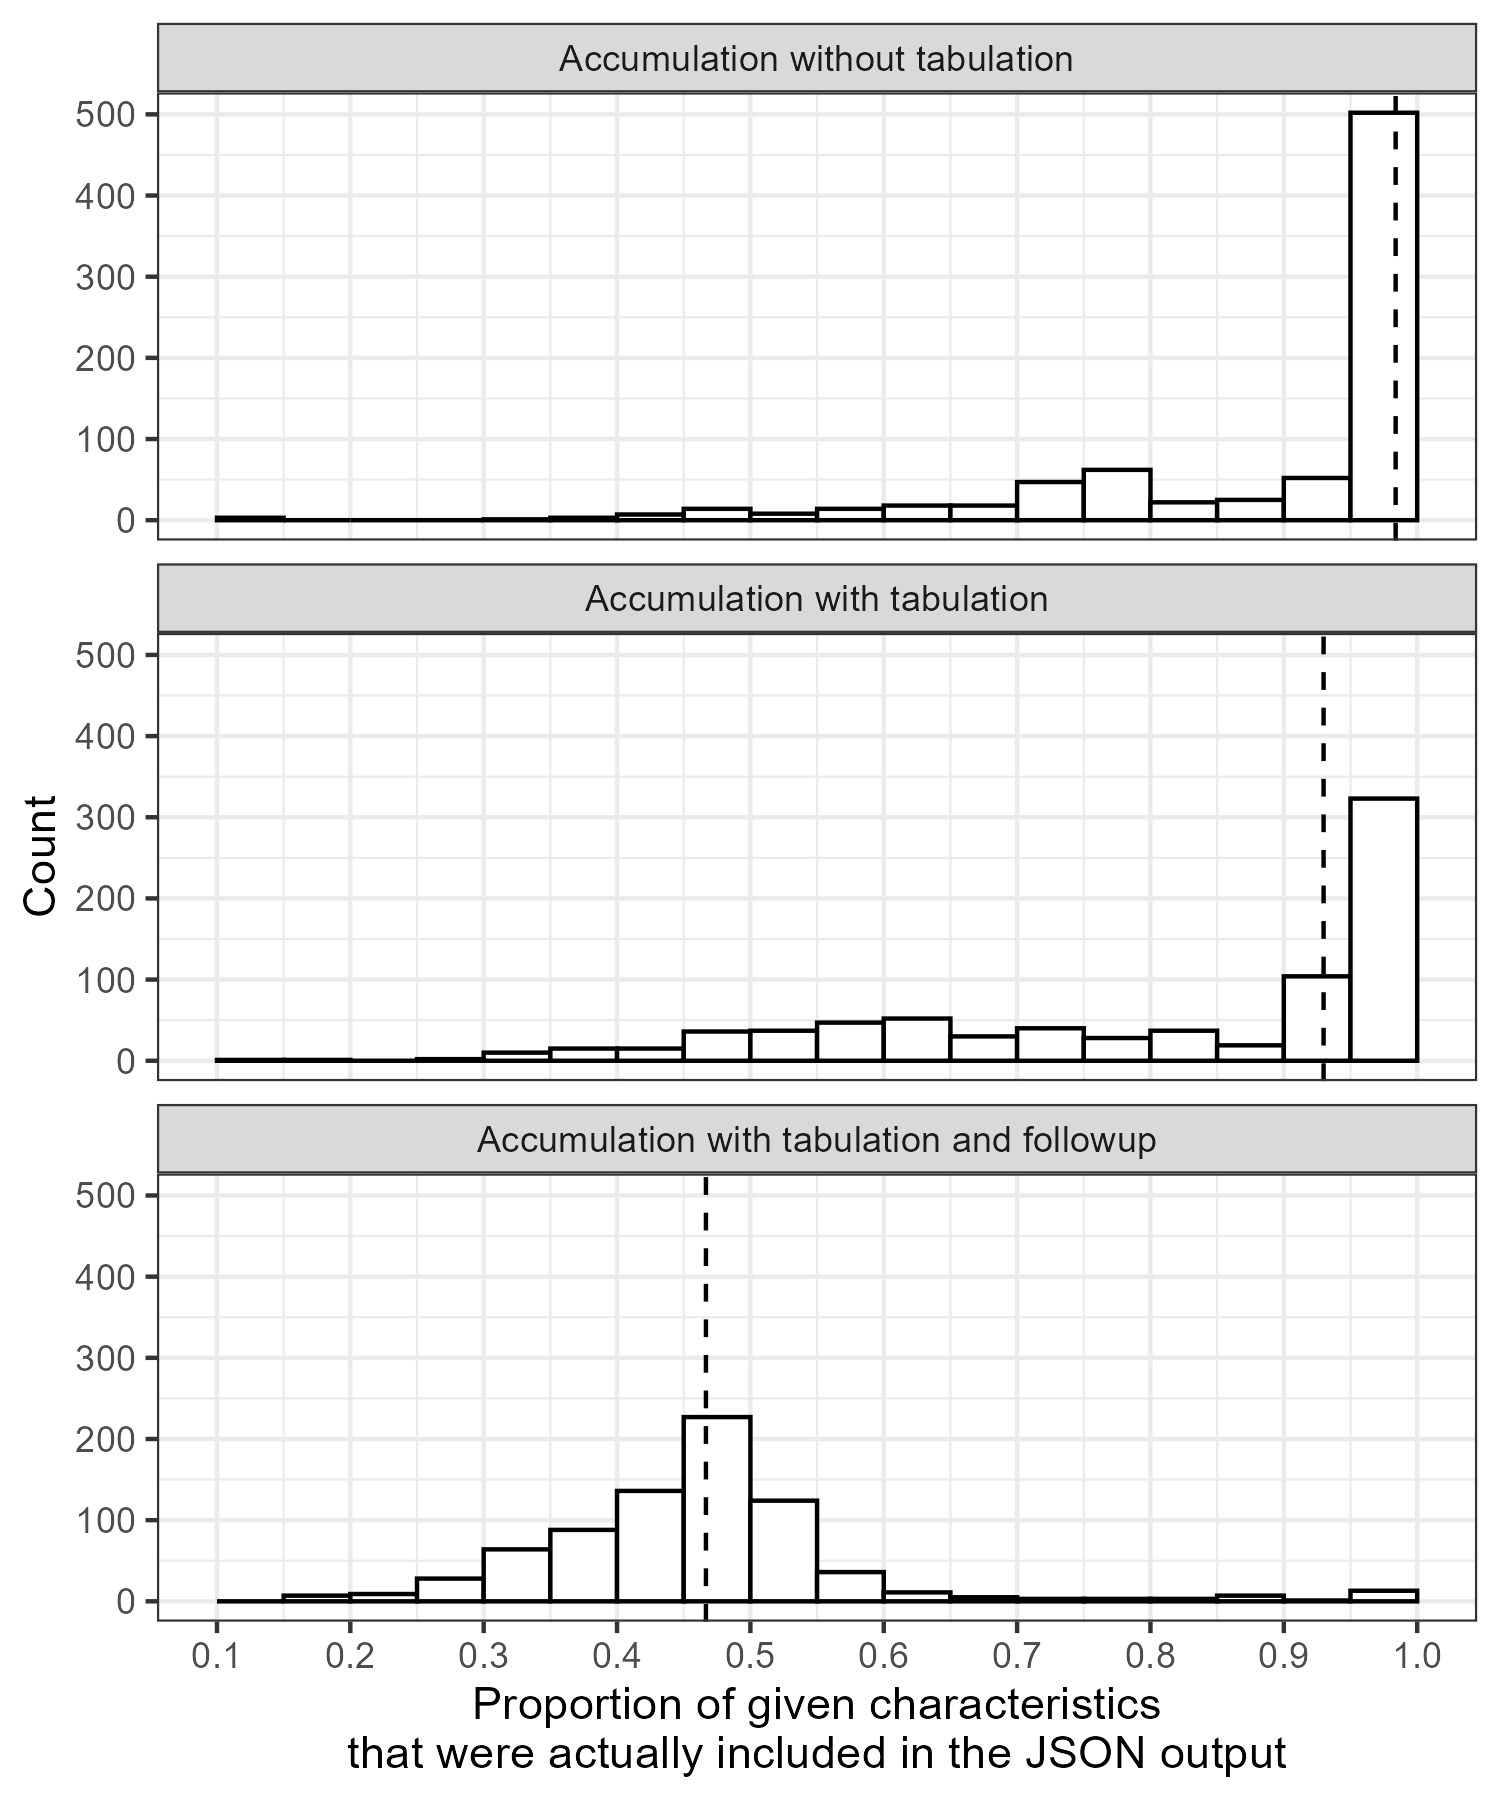 Accumulation without tabulation
500
400
300
200
100
0
Accumulation with tabulation
500
400
300
200
100
0
Count
Accumulation with tabulation and followup
500
400
300
200
100
0
0.1 0.2 0.3 0.4 0.5 0.6 0.7 0.8 0.9 1.0
Proportion of given characteristics
that were actually included in the JSON output